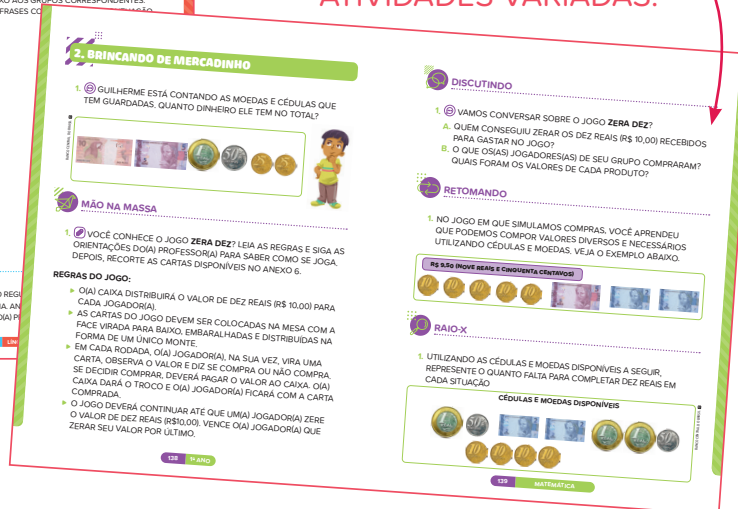 XO AOS GRUPOS CORRESPONDENTES.
FRASES CO
ATIVIDADES VARIADAS.
2. BRINCANDO DE MERCADINHO
1. GUILHERME ESTÁ CONTANDO AS MOEDAS E CÉDULAS QUE
TEM GUARDADAS. QUANTO DINHEIRO ELE TEM NO TOTAL?
MÃO NA MASSA
1. VOCÊ CONHECE O JOGO ZERA DEZ? LEIA AS REGRAS E SIGA AS
ORIENTAÇÕES DO(A) PROFESSOR(A) PARA SABER COMO SE JOGA.
DEPOIS, RECORTE AS CARTAS DISPONÍVEIS NO ANEXO 6.
REGRAS DO JOGO:
O(A) CAIXA DISTRIBUIRÁ O VALOR DE DEZ REAIS (R$ 10,00) PARA
CADA JOGADOR(A).
AS CARTAS DO JOGO DEVEM SER COLOCADAS NA MESA COM A
FACE VIRADA PARA BAIXO, EMBARALHADAS E DISTRIBUÍDAS NA
FORMA DE UM ÚNICO MONTE.
EM CADA RODADA, O(A) JOGADOR(A), NA SUA VEZ, VIRA UMA
CARTA, OBSERVA O VALOR E DIZ SE COMPRA OU NÃO COMPRA.
SE DECIDIR COMPRAR, DEVERÁ PAGAR O VALOR AO CAIXA. O(A)
CAIXA DARÁ O TROCO E O(A) JOGADOR(A) FICARÁ COM A CARTA
COMPRADA.
O JOGO DEVERÁ CONTINUAR ATÉ QUE UM(A) JOGADOR(A) ZERE
O VALOR DE DEZ REAIS (R$10,00). VENCE O(A) JOGADOR(A) QUE
ZERAR SEU VALOR POR ÚLTIMO.
138 1º ANO
DISCUTINDO
1. VAMOS CONVERSAR SOBRE O JOGO ZERA DEZ?
A. QUEM CONSEGUIU ZERAR OS DEZ REAIS (R$ 10,00) RECEBIDOS
PARA GASTAR NO JOGO?
B. O QUE OS(AS) JOGADORES(AS) DE SEU GRUPO COMPRARAM?
QUAIS FORAM OS VALORES DE CADA PRODUTO?
RETOMANDO
1. NO JOGO EM QUE SIMULAMOS COMPRAS, VOCÊ APRENDEU
QUE PODEMOS COMPOR VALORES DIVERSOS E NECESSÁRIOS
UTILIZANDO CÉDULAS E MOEDAS, VEJA O EXEMPLO ABAIXO.
R$ 9,50 (NOVE REAIS E CINQUENTA CENTAVOS)
RAIO-X
1. UTILIZANDO AS CÉDULAS E MOEDAS DISPONÍVEIS A SEGUIR,
REPRESENTE O QUANTO FALTA PARA COMPLETAR DEZ REAIS EM
CADA SITUAÇÃO
CÉDULAS E MOEDAS DISPONÍVEIS
139 MATEMÁTICA